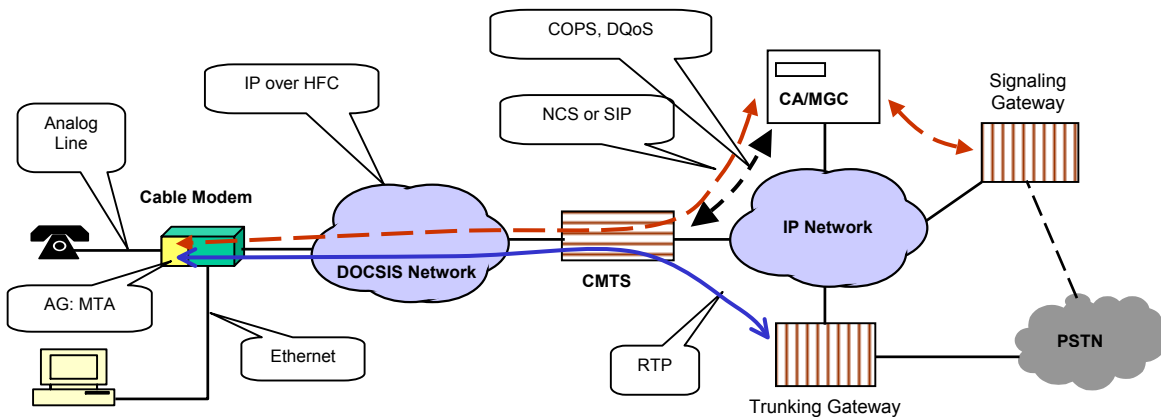 COPS, DQoS
IP over HFC
NCS or SIP
CA/MGC
Signaling
Gateway
Analog
Line
Cable Modem
IP Network
DOCSIS Network
CMTS
AG: MTA
Ethernet
RTP
PSTN
Trunking Gateway